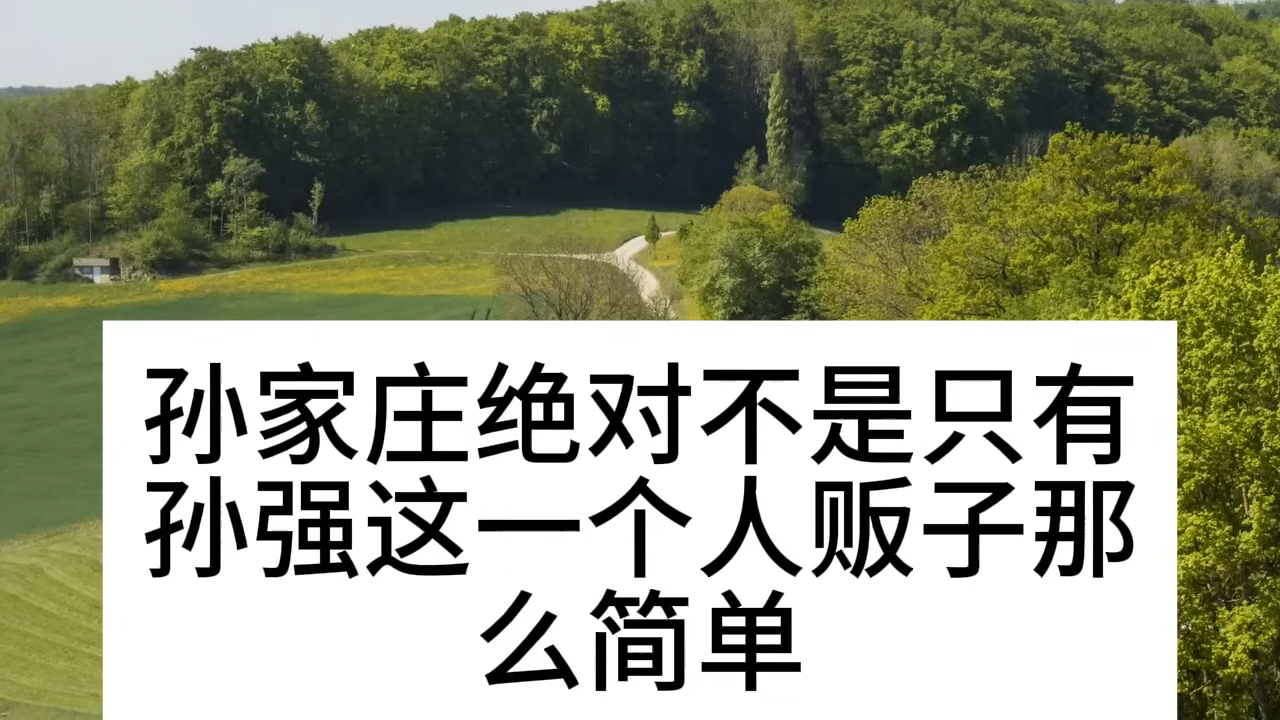 孙家庄绝对不是只有
孙强这一个人贩子那
么简单